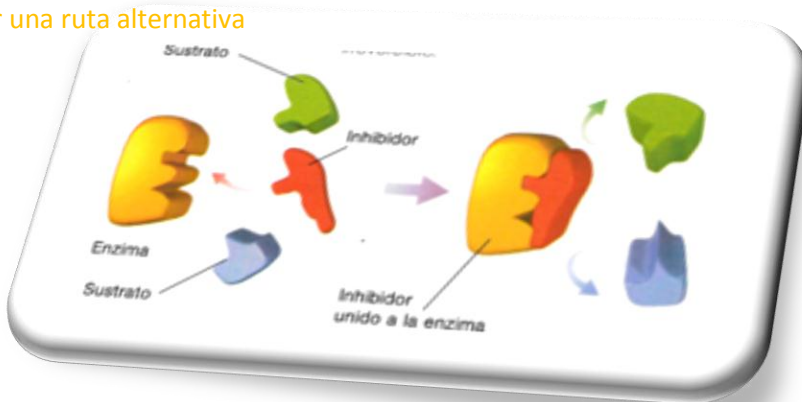 una ruta alternativa
Sustrato
Inhibidor
Enzima
Sustrato
Inhibidor
unido a la enzima